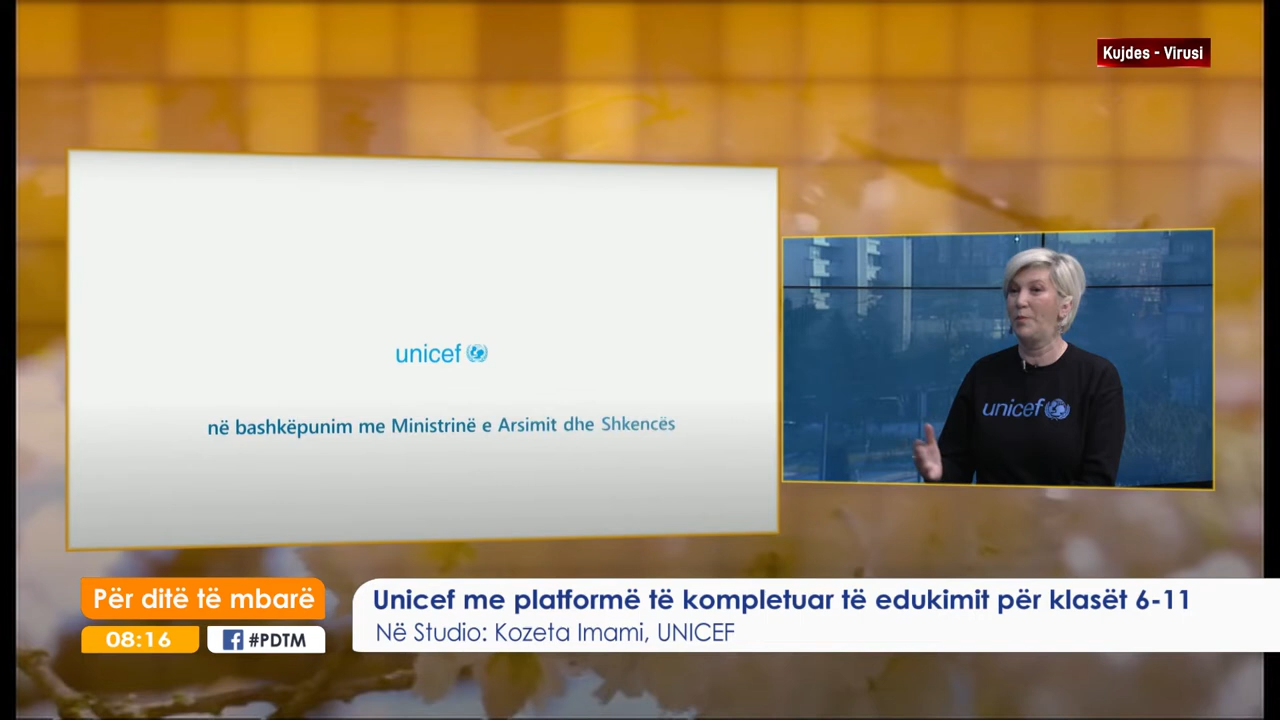 Kujdes - Virusi
unicef
në bashkëpunim me Ministrinë e Arsimit dhe Shkencës
unicef
Për ditë të mbarë
Unicef me platformë të kompletuar të edukimit për klasët 6-11
08:16
#PDTM
Në Studio: Kozeta Imami, UNICEF